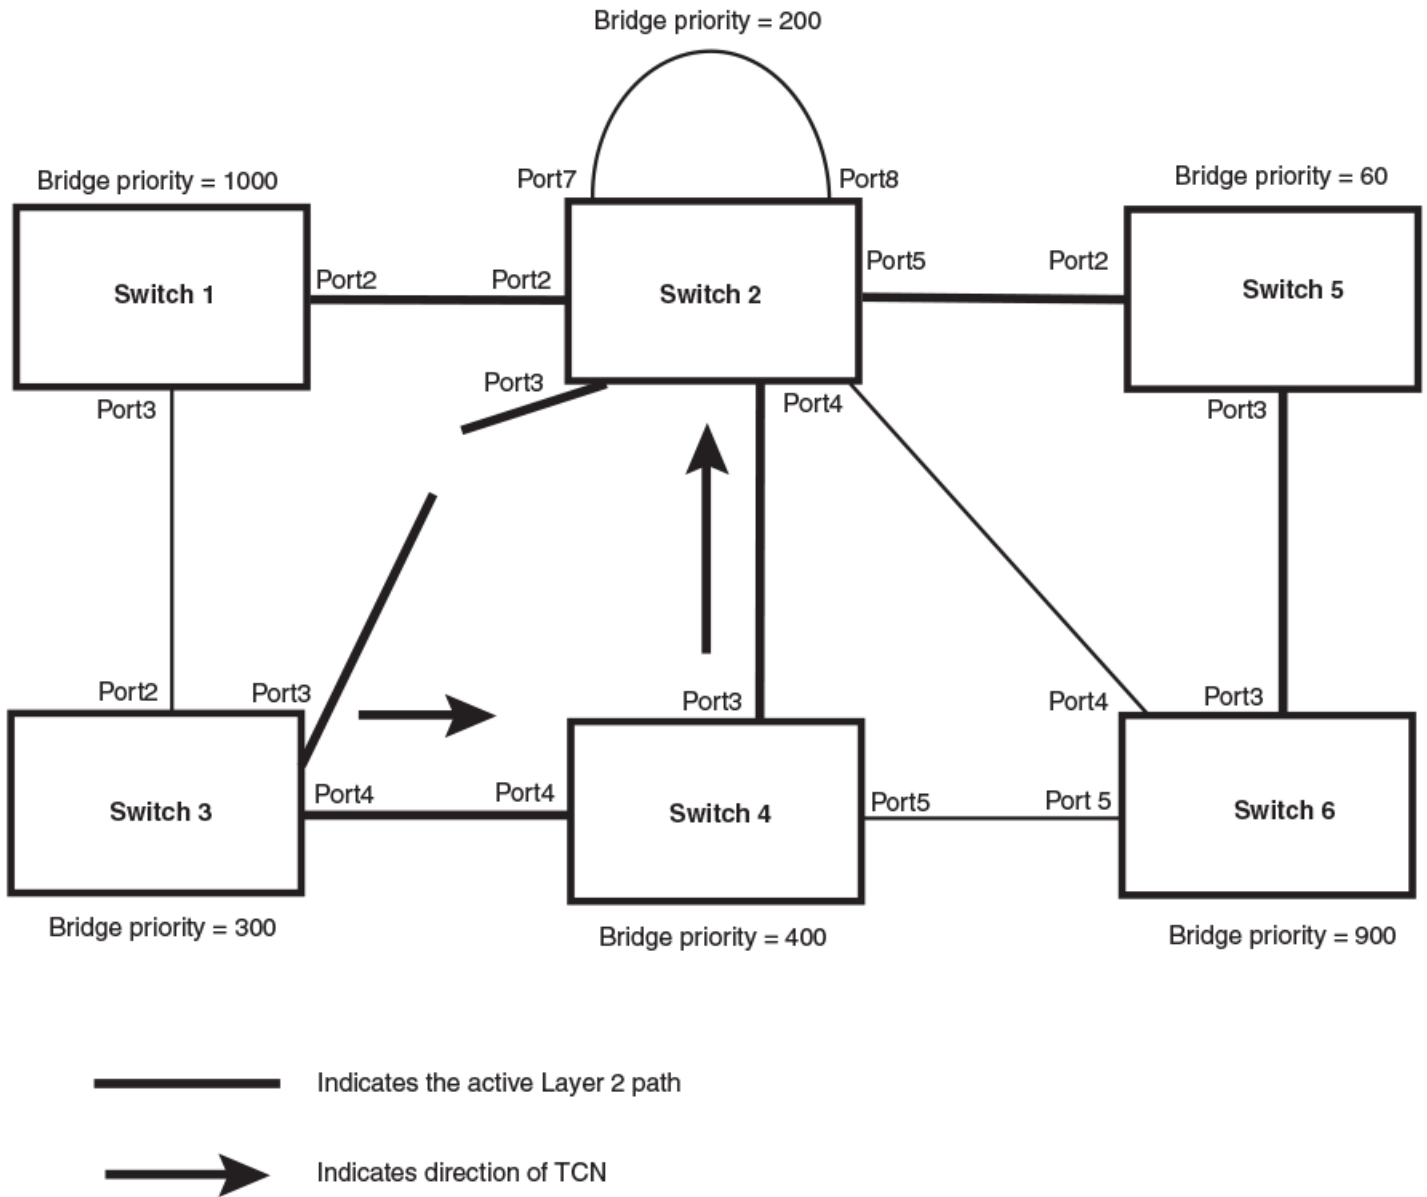 Bridge priority = 200
Bridge priority = 1000
Port7
Port8
Bridge priority = 60
Switch 1
Port2
Port2
Switch 2
Port5
Port2
Switch 5
Port3
Port3
Port4
Port3
Port2
Port3
Port3
Port4
Port3
Switch 3
Port4
Port4
Switch 4
Port5
Port 5
Switch 6
Bridge priority = 300
Bridge priority = 400
Bridge priority = 900
Indicates the active Layer 2 path
Indicates direction of TCN